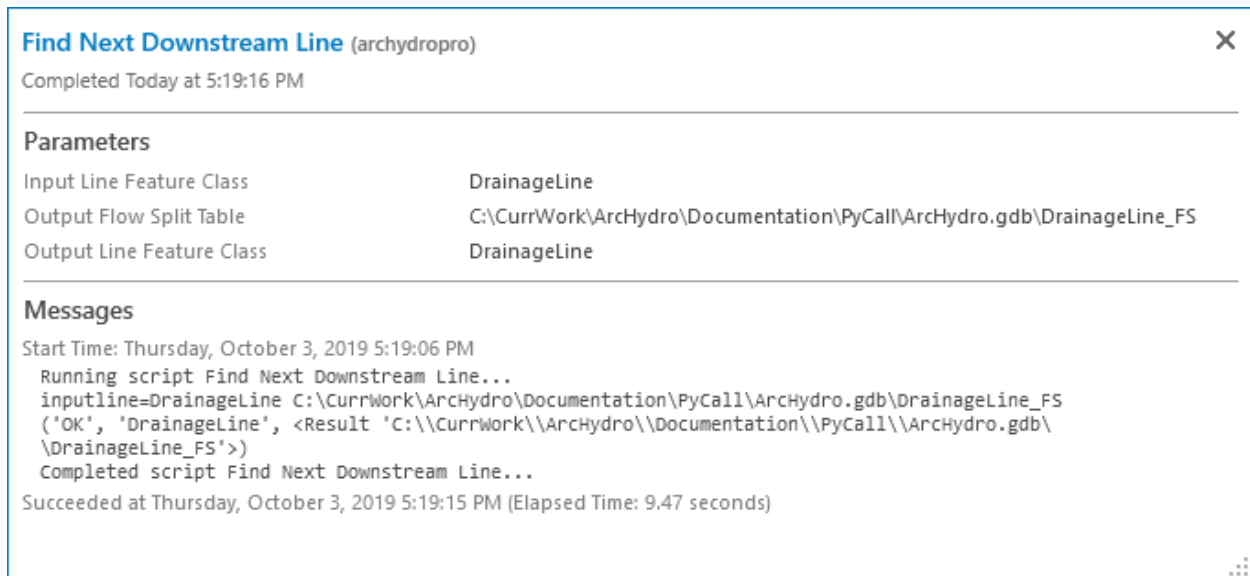 Find Next Downstream Line (archydropro)
Completed Today at 5:19:16 PM
Parameters
Input Line Feature Class DrainageLine
Output Flow Split Table C:\CurrWork\ArcHydro\Documentation\PyCall\ArcHydro.gdb\DrainageLine_FS
Output Line Feature Class DrainageLine
Messages
Start Time: Thursday, October 3, 2019 5:19:06 PM
Running script Find Next Downstream Line...
inputline=DrainageLine C:\CurrWork\ArcHydro\Documentation\PyCall\ArcHydro.gdb\DrainageLine_FS
('OK', 'DrainageLine', <Result 'C:\\CurrWork\\ArcHydro\\Documentation\\PyCall\\ArcHydro.gdb\
\DrainageLine_FS'>)
Completed script Find Next Downstream Line...
Succeeded at Thursday, October 3, 2019 5:19:15 PM (Elapsed Time: 9.47 seconds)